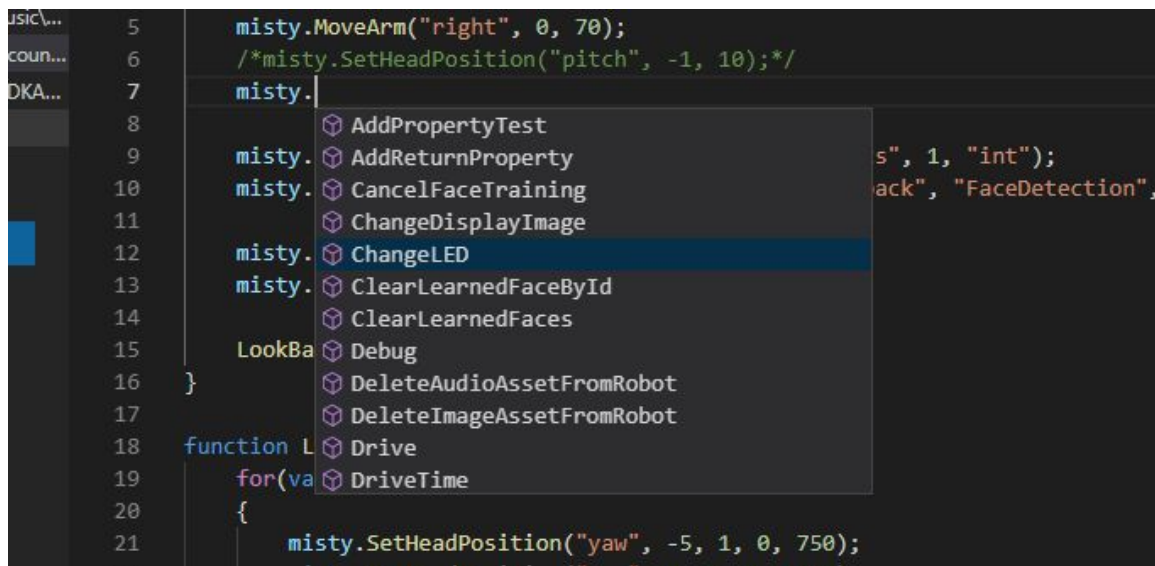 usic\...
5 misty.MoveArm("right", 0, 70);
coun... 6 /*misty.SetHeadPosition("pitch", -1, 10);*/
DKA... 7 misty.
8 AddPropertyTest
9 misty. AddReturnProperty s", 1, "int");
10 misty. CancelFaceTraining ack", "FaceDetection",
11 ChangeDisplayImage
12 misty. ChangeLED
13 misty. ClearLearnedFaceById
14 ClearLearnedFaces
15 LookBa Debug
16 } DeleteAudioAssetFromRobot
17 DeleteImageAssetFromRobot
18 function L Drive
19 for(va DriveTime
20 {
21 misty.SetHeadPosition("yaw", -5, 1, 0, 750);